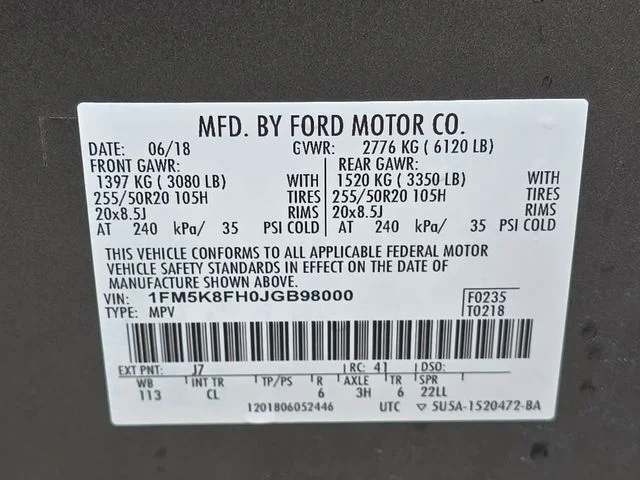 MFD. BY FORD MOTOR CO.
DATE: 06/18 GVWR: 2776 KG ( 6120 LB)
FRONT GAWR: REAR GAWR:
1397 KG ( 3080 LB) WITH 1520 KG ( 3350 LB) WITH
255/50R20 105H TIRES 255/50R20 105H TIRES
20x8.5J RIMS 20x8.5J RIMS
AT 240 kPa/ 35 PSI COLD AT 240 kPa/ 35 PSI COLD
THIS VEHICLE CONFORMS TO ALL APPLICABLE FEDERAL MOTOR
VEHICLE SAFETY STANDARDS IN EFFECT ON THE DATE OF
MANUFACTURE SHOWN ABOVE.
VIN: 1FM5K8FH0JGB98000 F0235
TYPE: MPV T0218
EXT PNT: J7 RC: 41 DSO:
WB INT TR TP/PS R AXLE TR SPR
113 CL 6 3H 6 22LL
1201806052446 UTC ▽ 5U5A-1520472-BA